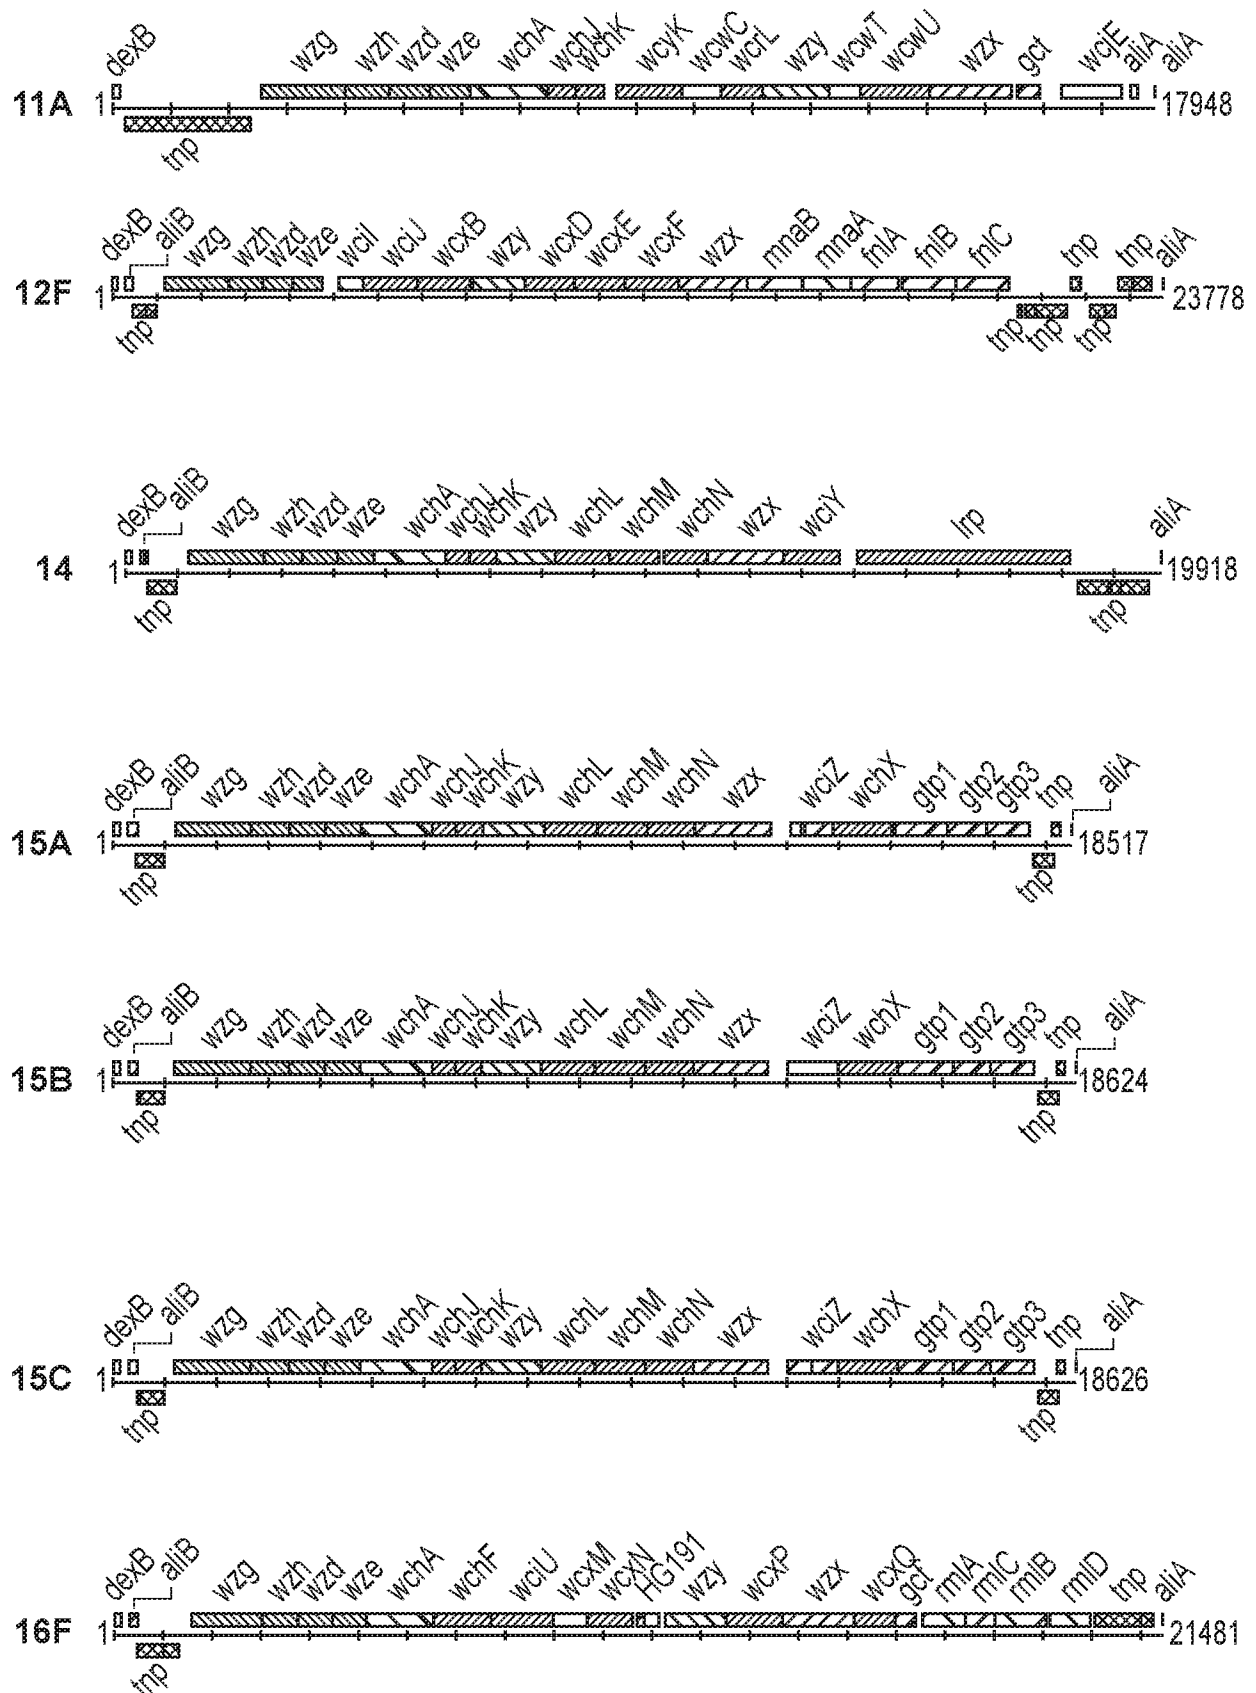 dexB wzg wzh wzd wze wchA wchJ wchK wcyK wcwC wcrL wzy wcwT wcwU wzx gct wcjE aliA aliA
11A 1 17948
tnp
dexB aliB wzg wzh wzd wze wciI wciJ wcxB wzy wcxD wcxE wcxF wzx mnaB mnaA fnlA fnlB fnlC tnp tnp aliA
12F 1 23778
tnp tnp tnp tnp
dexB aliB wzg wzh wzd wze wchA wchJ wchK wzy wchL wchM wchN wzx wciY lrp aliA
14 1 19918
tnp tnp
dexB aliB wzg wzh wzd wze wchA wchJ wchK wzy wchL wchM wchN wzx wciZ wchX gtp1 gtp2 gtp3 tnp aliA
15A 1 18517
tnp tnp
dexB aliB wzg wzh wzd wze wchA wchJ wchK wzy wchL wchM wchN wzx wciZ wchX gtp1 gtp2 gtp3 tnp aliA
15B 1 18624
tnp tnp
dexB aliB wzg wzh wzd wze wchA wchJ wchK wzy wchL wchM wchN wzx wciZ wchX gtp1 gtp2 gtp3 tnp aliA
15C 1 18626
tnp tnp
dexB aliB wzg wzh wzd wze wchA wchF wciU wcxM wcxN HG191 wzy wcxP wzx wcxQ gct rmlA rmlC rmlB rmlD tnp aliA
16F 1 21481
tnp